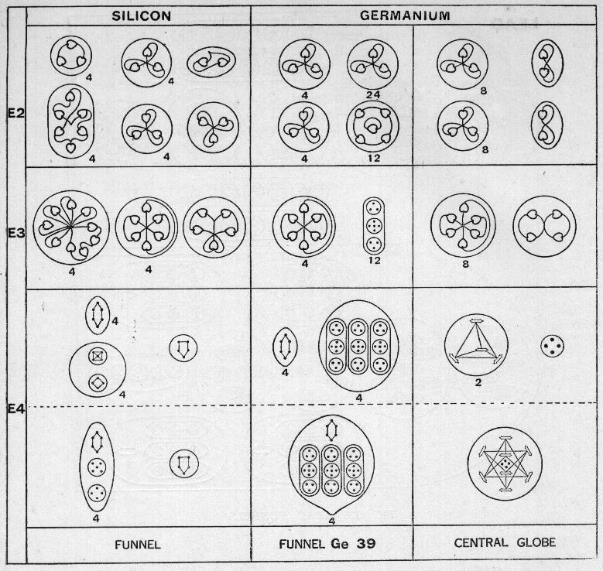 SILICON GERMANIUM
4 4 4 24 8
E2
4 4 4 12 8
E3
4 4 4 12 8
4
4 4 4 2
E4
4 4
FUNNEL FUNNEL Ge 39 CENTRAL GLOBE